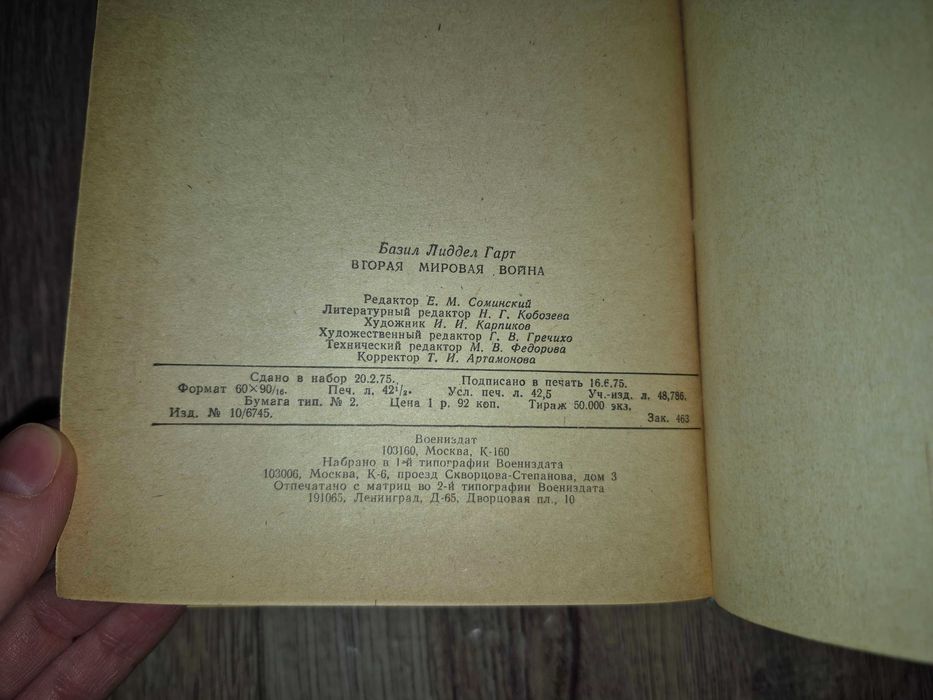 Базил Лиддел Гарт
ВТОРАЯ МИРОВАЯ ВОЙНА
Редактор Е. М. Соминский
Литературный редактор Н. Г. Кобозева
Художник И. И. Карпиков
Художественный редактор Г. В. Гречихо
Технический редактор М. В. Федорова
Корректор Т. И. Артамонова
Сдано в набор 20.2.75. Подписано в печать 16.6.75.
Формат 60×90/16. Печ. л. 42¹/₂. Усл. печ. л. 42,5 Уч.-изд. л. 48,786.
Бумага тип. № 2. Цена 1 р. 92 коп. Тираж 50.000 экз.
Изд. № 10/6745. Зак. 463
Воениздат
103160, Москва, К-160
Набрано в 1-й типографии Воениздата
103006, Москва, К-6, проезд Скворцова-Степанова, дом 3
Отпечатано с матриц во 2-й типографии Воениздата
191065, Ленинград, Д-65, Дворцовая пл., 10